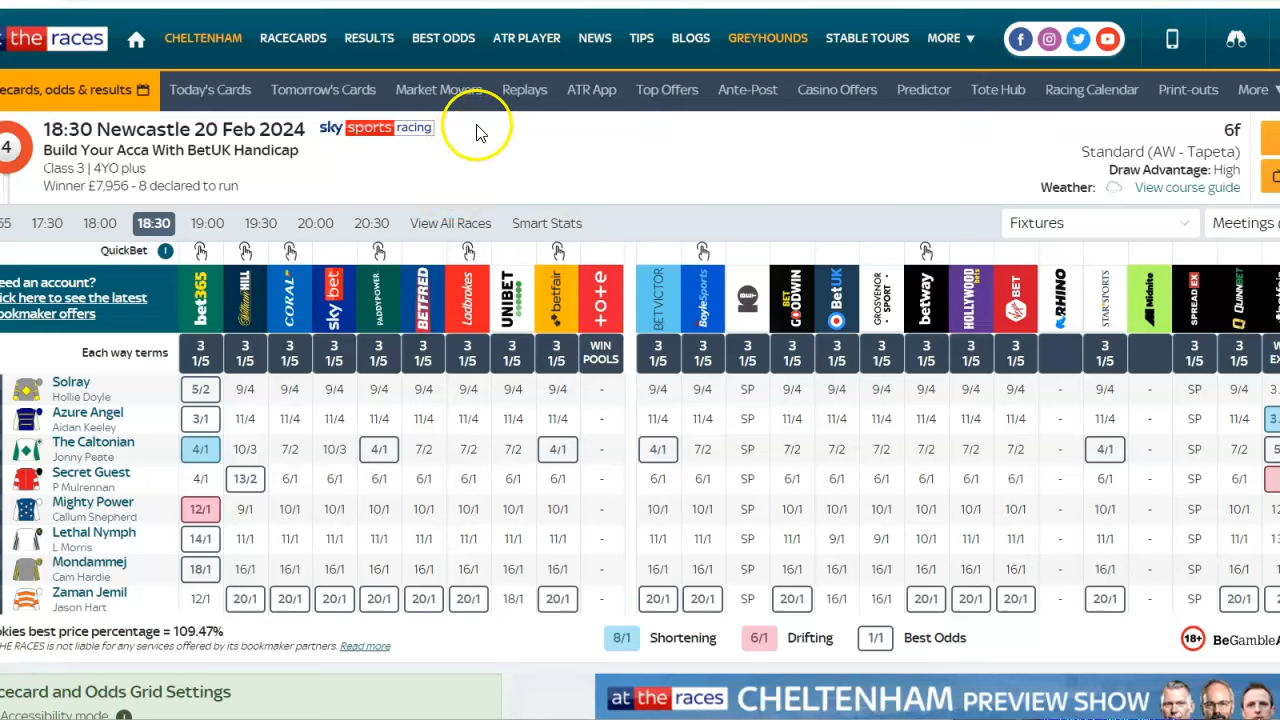 the races CHELTENHAM RACECARDS RESULTS BEST ODDS ATR PLAYER NEWS TIPS BLOGS GREYHOUNDS STABLE TOURS MORE
ecards, odds & results Today's Cards Tomorrow's Cards Market Movers Replays ATR App Top Offers Ante-Post Casino Offers Predictor Tote Hub Racing Calendar Print-outs More
4 18:30 Newcastle 20 Feb 2024 sky sports racing 6f
Build Your Acca With BetUK Handicap Standard (AW - Tapeta)
Class 3 | 4YO plus Draw Advantage: High
Winner £7,956 - 8 declared to run Weather: View course guide
55 17:30 18:00 18:30 19:00 19:30 20:00 20:30 View All Races Smart Stats Fixtures Meetings (
QuickBet
eed an account?
ick here to see the latest
ookmaker offers
bet365 William HILL CORAL sky bet PADDYPOWER BETFRED Ladbrokes UNIBET betfair tote BETVICTOR BoyleSports BET GOODWIN BetUK GROSVENOR SPORT betway HOLLYWOOD bets BET RHINO STARSPORTS Midnite SPREADEX QUINNBET
Each way terms 3 3 3 3 3 3 3 3 3 WIN 3 3 3 3 3 3 3 3 3 3 3 3
1/5 1/5 1/5 1/5 1/5 1/5 1/5 1/5 1/5 POOLS 1/5 1/5 1/5 1/5 1/5 1/5 1/5 1/5 1/5 1/5 1/5 1/5
Solray 5/2 9/4 9/4 9/4 9/4 9/4 9/4 9/4 9/4 - 9/4 9/4 SP 9/4 9/4 9/4 9/4 9/4 9/4 - 9/4 - SP 9/4
Hollie Doyle
Azure Angel 3/1 11/4 11/4 11/4 11/4 11/4 11/4 11/4 11/4 - 11/4 11/4 SP 11/4 11/4 11/4 11/4 11/4 11/4 - 11/4 - SP 11/4
Aidan Keeley
The Caltonian 4/1 10/3 7/2 10/3 4/1 7/2 7/2 7/2 4/1 - 4/1 7/2 SP 7/2 7/2 7/2 7/2 7/2 7/2 - 4/1 - SP 7/2
Jonny Peate
Secret Guest 4/1 13/2 6/1 6/1 6/1 6/1 6/1 6/1 6/1 - 6/1 6/1 SP 6/1 6/1 6/1 6/1 6/1 6/1 - 6/1 - SP 6/1
P Mulrennan
Mighty Power 12/1 9/1 10/1 10/1 10/1 10/1 10/1 10/1 10/1 - 10/1 10/1 SP 10/1 10/1 10/1 10/1 10/1 10/1 - 10/1 - SP 10/1
Callum Shepherd
Lethal Nymph 14/1 11/1 11/1 11/1 11/1 11/1 11/1 11/1 11/1 - 11/1 11/1 SP 11/1 9/1 9/1 10/1 11/1 11/1 - 11/1 - SP 11/1
L Morris
Mondammej 18/1 16/1 16/1 16/1 16/1 16/1 16/1 16/1 16/1 - 16/1 16/1 SP 16/1 16/1 16/1 16/1 16/1 16/1 - 16/1 - SP 16/1
Cam Hardie
Zaman Jemil 12/1 20/1 20/1 20/1 20/1 20/1 20/1 18/1 20/1 - 20/1 20/1 SP 20/1 16/1 16/1 20/1 20/1 20/1 - 20/1 - SP 20/1
Jason Hart
okies best price percentage = 109.47% 8/1 Shortening 6/1 Drifting 1/1 Best Odds 18+ BeGambleA
HE RACES is not liable for any services offered by its bookmaker partners. Read more
cecard and Odds Grid Settings
Accessibility mode
at the races CHELTENHAM PREVIEW SHOW